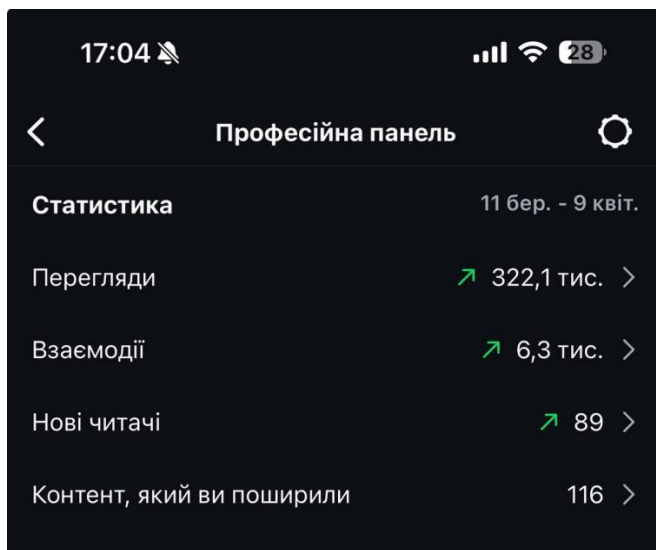 17:04 28
Професійна панель
Статистика 11 бер. - 9 квіт.
Перегляди 322,1 тис.
Взаємодії 6,3 тис.
Нові читачі 89
Контент, який ви поширили 116